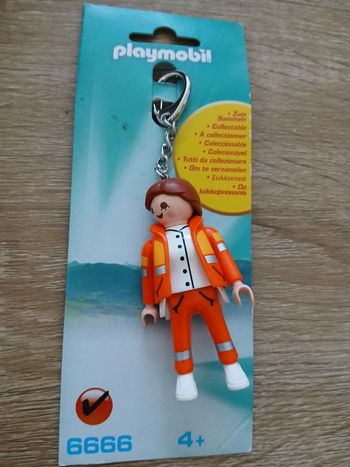 playmobil
• Zum
Sammeln
• Collectable
• A collectionner
• Coleccionable
• Colecionável
• Tutti da collezionare
• Om te verzamelen
• Συλλεκτικό
• Do
kolekcjonowania
6666
4+